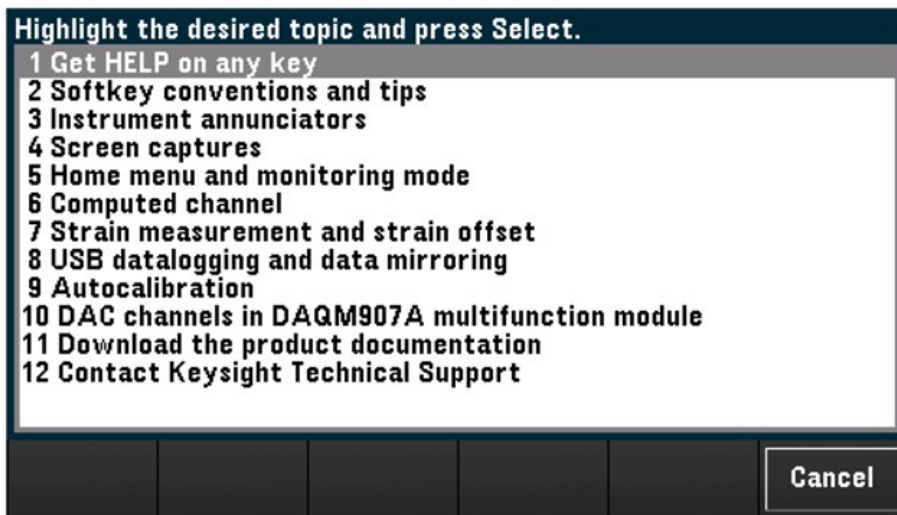 Highlight the desired topic and press Select.
1 Get HELP on any key
2 Softkey conventions and tips
3 Instrument annunciators
4 Screen captures
5 Home menu and monitoring mode
6 Computed channel
7 Strain measurement and strain offset
8 USB datalogging and data mirroring
9 Autocalibration
10 DAC channels in DAQM907A multifunction module
11 Download the product documentation
12 Contact Keysight Technical Support
Cancel